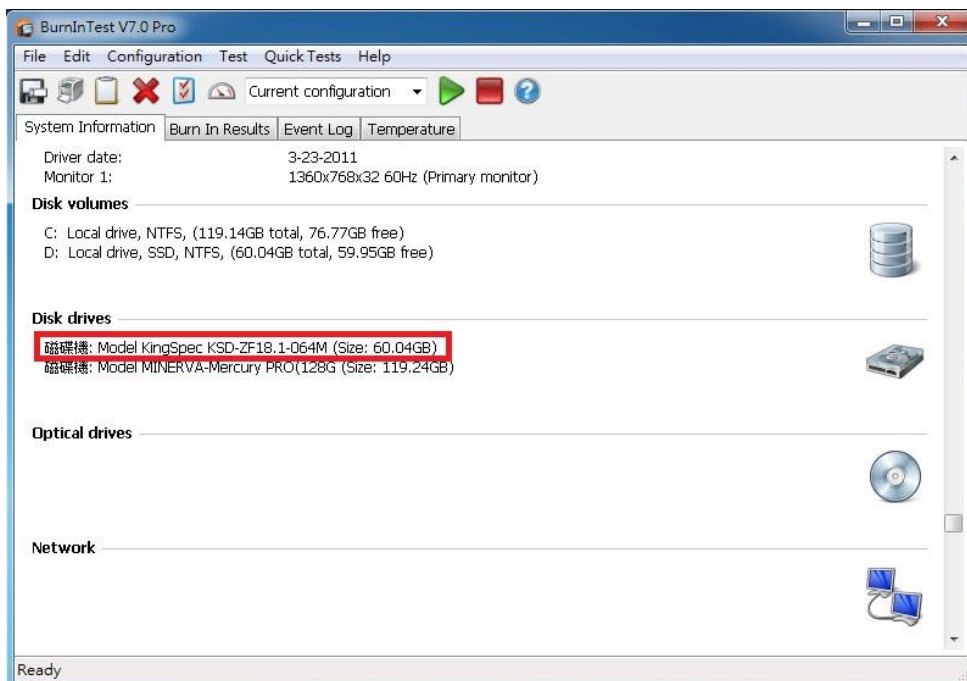 BurnInTest V7.0 Pro
File Edit Configuration Test Quick Tests Help
Current configuration
System Information Burn In Results Event Log Temperature
Driver date: 3-23-2011
Monitor 1: 1360x768x32 60Hz (Primary monitor)
Disk volumes
C: Local drive, NTFS, (119.14GB total, 76.77GB free)
D: Local drive, SSD, NTFS, (60.04GB total, 59.95GB free)
Disk drives
磁碟機: Model KingSpec KSD-ZF18.1-064M (Size: 60.04GB)
磁碟機: Model MINERVA-Mercury PRO(128G (Size: 119.24GB)
Optical drives
Network
Ready